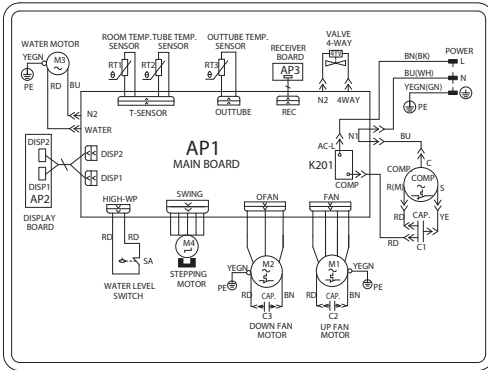 ROOM TEMP. TUBE TEMP. OUTTUBE TEMP.
SENSOR SENSOR SENSOR
RECEIVER
BOARD
AP3
VALVE
4-WAY
WATER MOTOR
YEGN M3
PE
RD BU
RT1 RT2 RT3
BN(BK) POWER
L
BU(WH)
N
YEGN(GN)
PE
N2
WATER
T-SENSOR OUTTUBE REC N2 4WAY
N1
BU
AC-L
K201
COMP
AP1
MAIN BOARD
DISP2
DISP1
AP2
DISPLAY
BOARD
DISP2
DISP1
C
COMP.
COMP
R(M) S
RD YE
CAP.
C1
RD
HIGH-WP SWING OFAN FAN
RD RD
SA
WATER LEVEL
SWITCH
M4
STEPPING
MOTOR
YEGN M2
PE
RD CAP. BN
C3
DOWN FAN
MOTOR
YEGN M1
PE
RD CAP. BN
C2
UP FAN
MOTOR